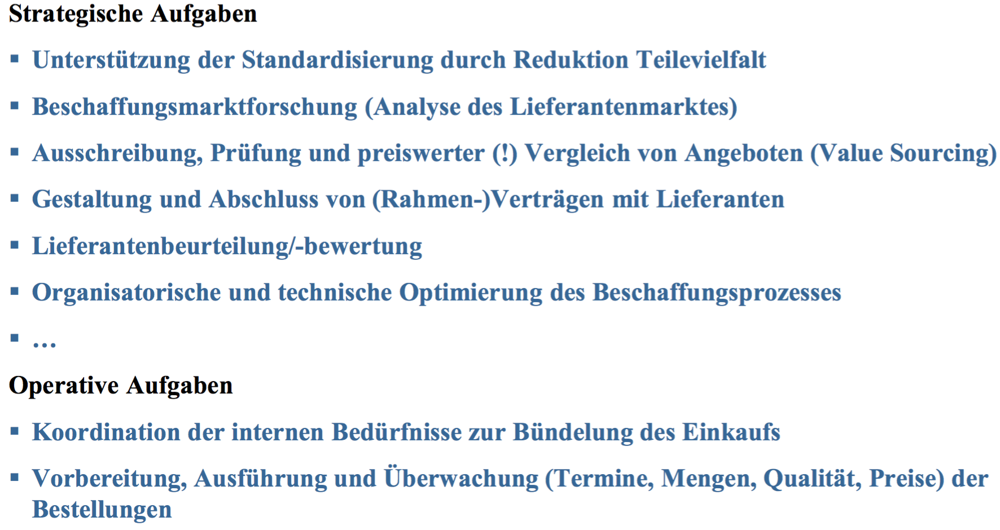 Strategische Aufgaben
▪ Unterstützung der Standardisierung durch Reduktion Teilevielfalt
▪ Beschaffungsmarktforschung (Analyse des Lieferantenmarktes)
▪ Ausschreibung, Prüfung und preiswerter (!) Vergleich von Angeboten (Value Sourcing)
▪ Gestaltung und Abschluss von (Rahmen-)Verträgen mit Lieferanten
▪ Lieferantenbeurteilung/-bewertung
▪ Organisatorische und technische Optimierung des Beschaffungsprozesses
▪ …
Operative Aufgaben
▪ Koordination der internen Bedürfnisse zur Bündelung des Einkaufs
▪ Vorbereitung, Ausführung und Überwachung (Termine, Mengen, Qualität, Preise) der
Bestellungen